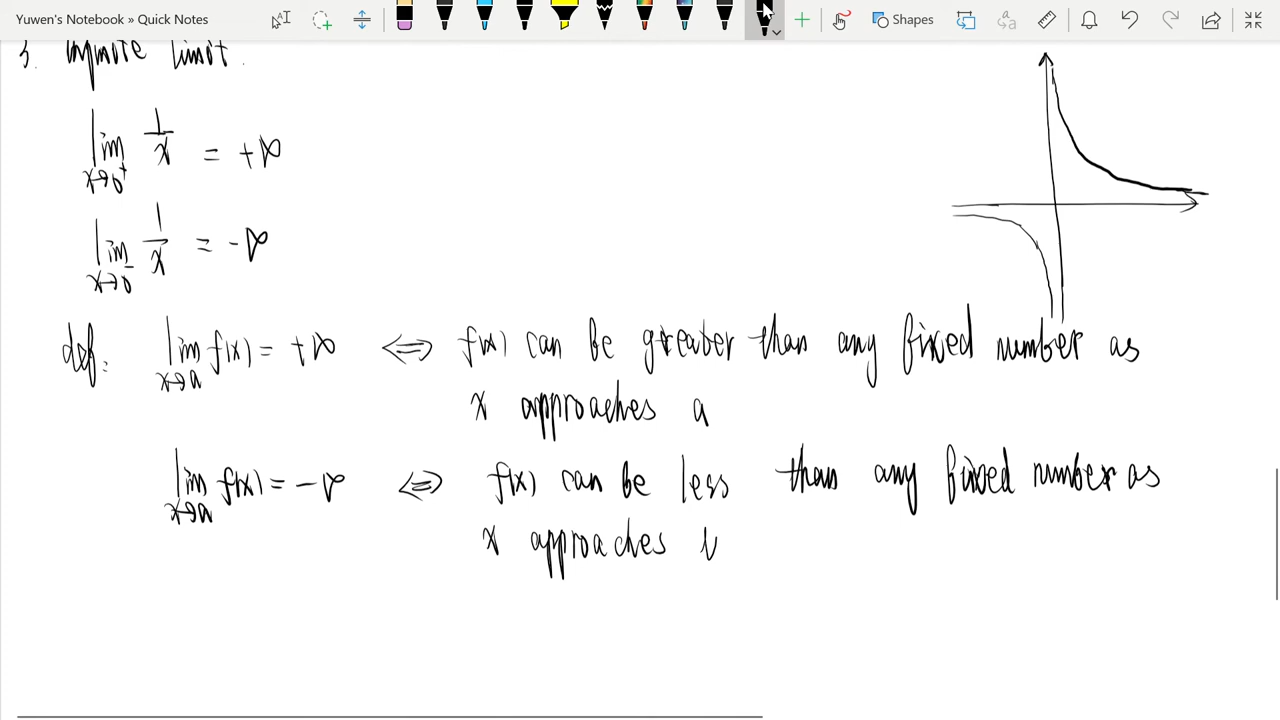 Yuwen's Notebook » Quick Notes
Shapes
3. infinite limit.
lim x→0⁺ 1/x = +∞
lim x→0⁻ 1/x = -∞
def: lim x→a f(x) = +∞ ⇔ f(x) can be greater than any fixed number as
x approaches a
lim x→a f(x) = -∞ ⇔ f(x) can be less than any fixed number as
x approaches